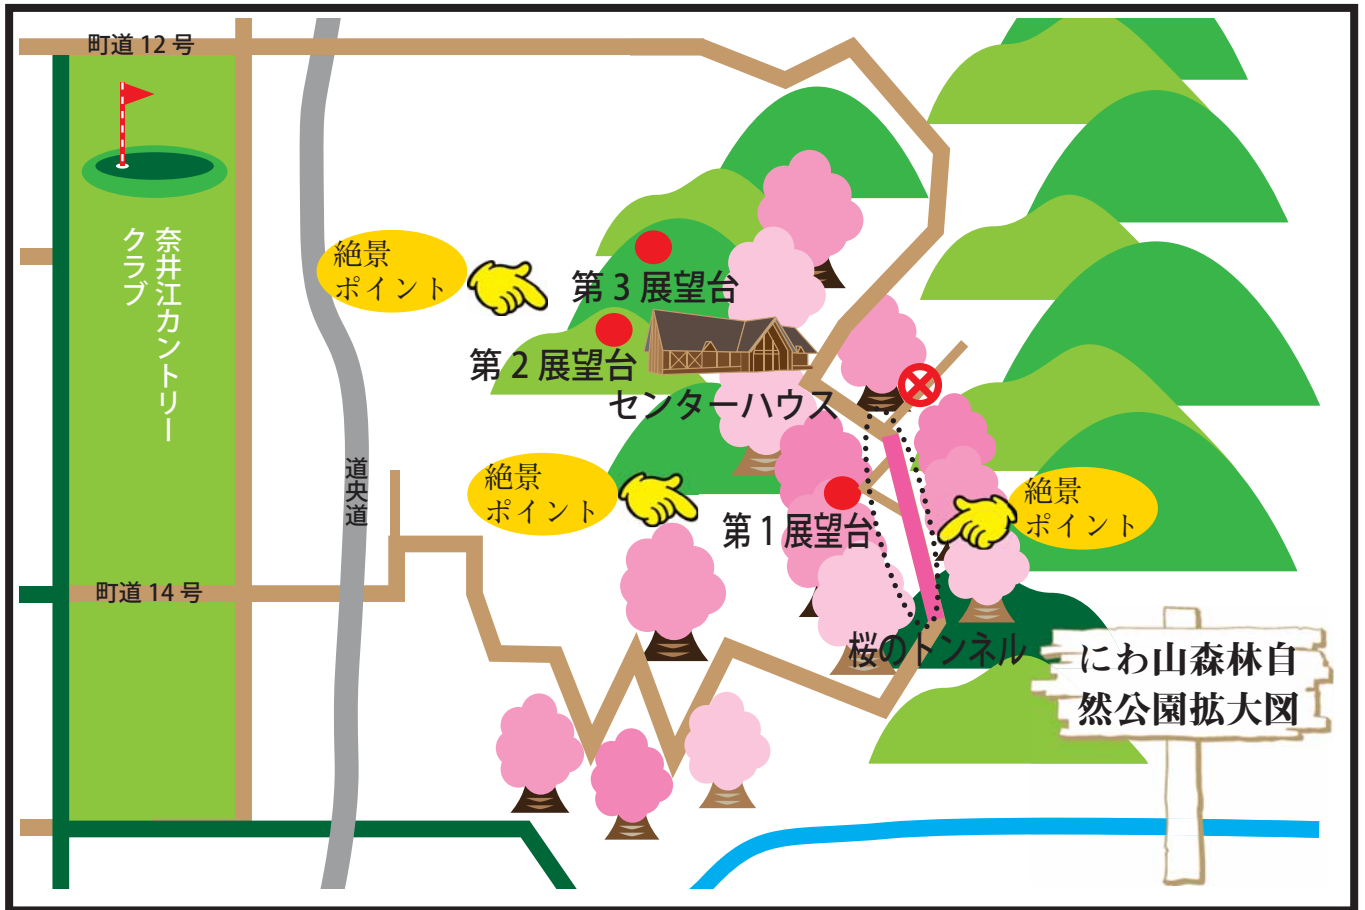 町道 12 号
奈井江カントリー
クラブ
絶景
ポイント
第 3 展望台
第 2 展望台
センターハウス
道央道
絶景
ポイント
第 1 展望台
絶景
ポイント
町道 14 号
桜のトンネル
にわ山森林自
然公園拡大図